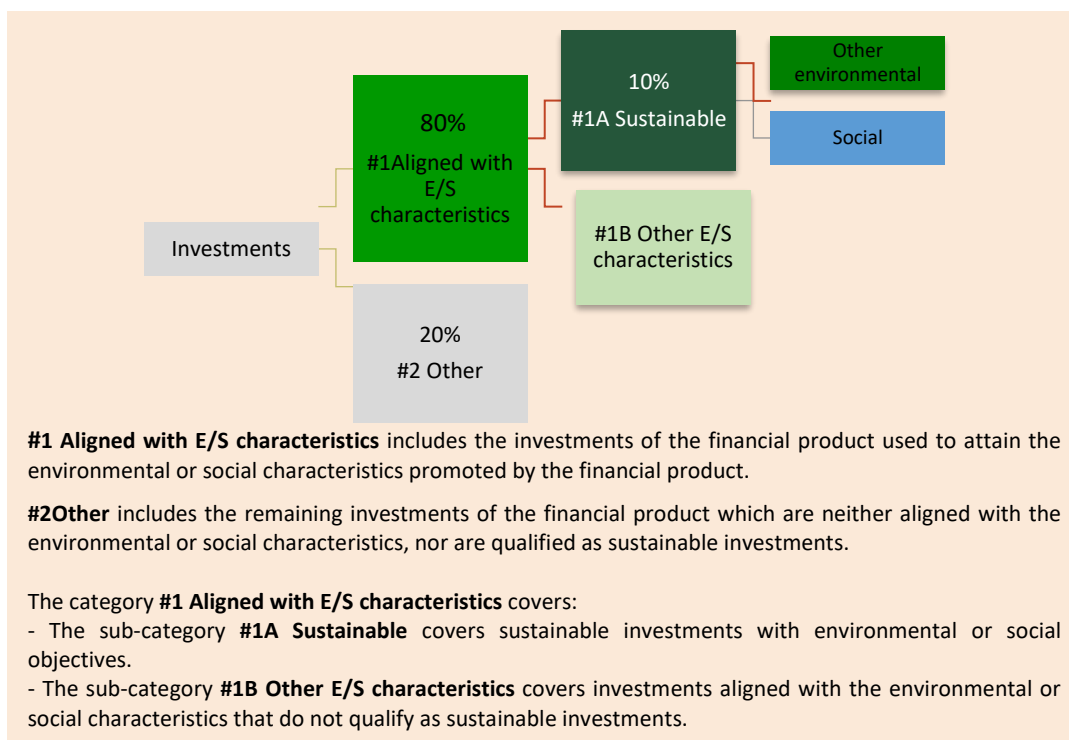 Other
environmental
10%
#1A Sustainable
80%
Social
#1Aligned with
E/S
characteristics
#1B Other E/S
characteristics
Investments
20%
#2 Other
#1 Aligned with E/S characteristics includes the investments of the financial product used to attain the
environmental or social characteristics promoted by the financial product.
#2Other includes the remaining investments of the financial product which are neither aligned with the
environmental or social characteristics, nor are qualified as sustainable investments.
The category #1 Aligned with E/S characteristics covers:
- The sub-category #1A Sustainable covers sustainable investments with environmental or social
objectives.
- The sub-category #1B Other E/S characteristics covers investments aligned with the environmental or
social characteristics that do not qualify as sustainable investments.